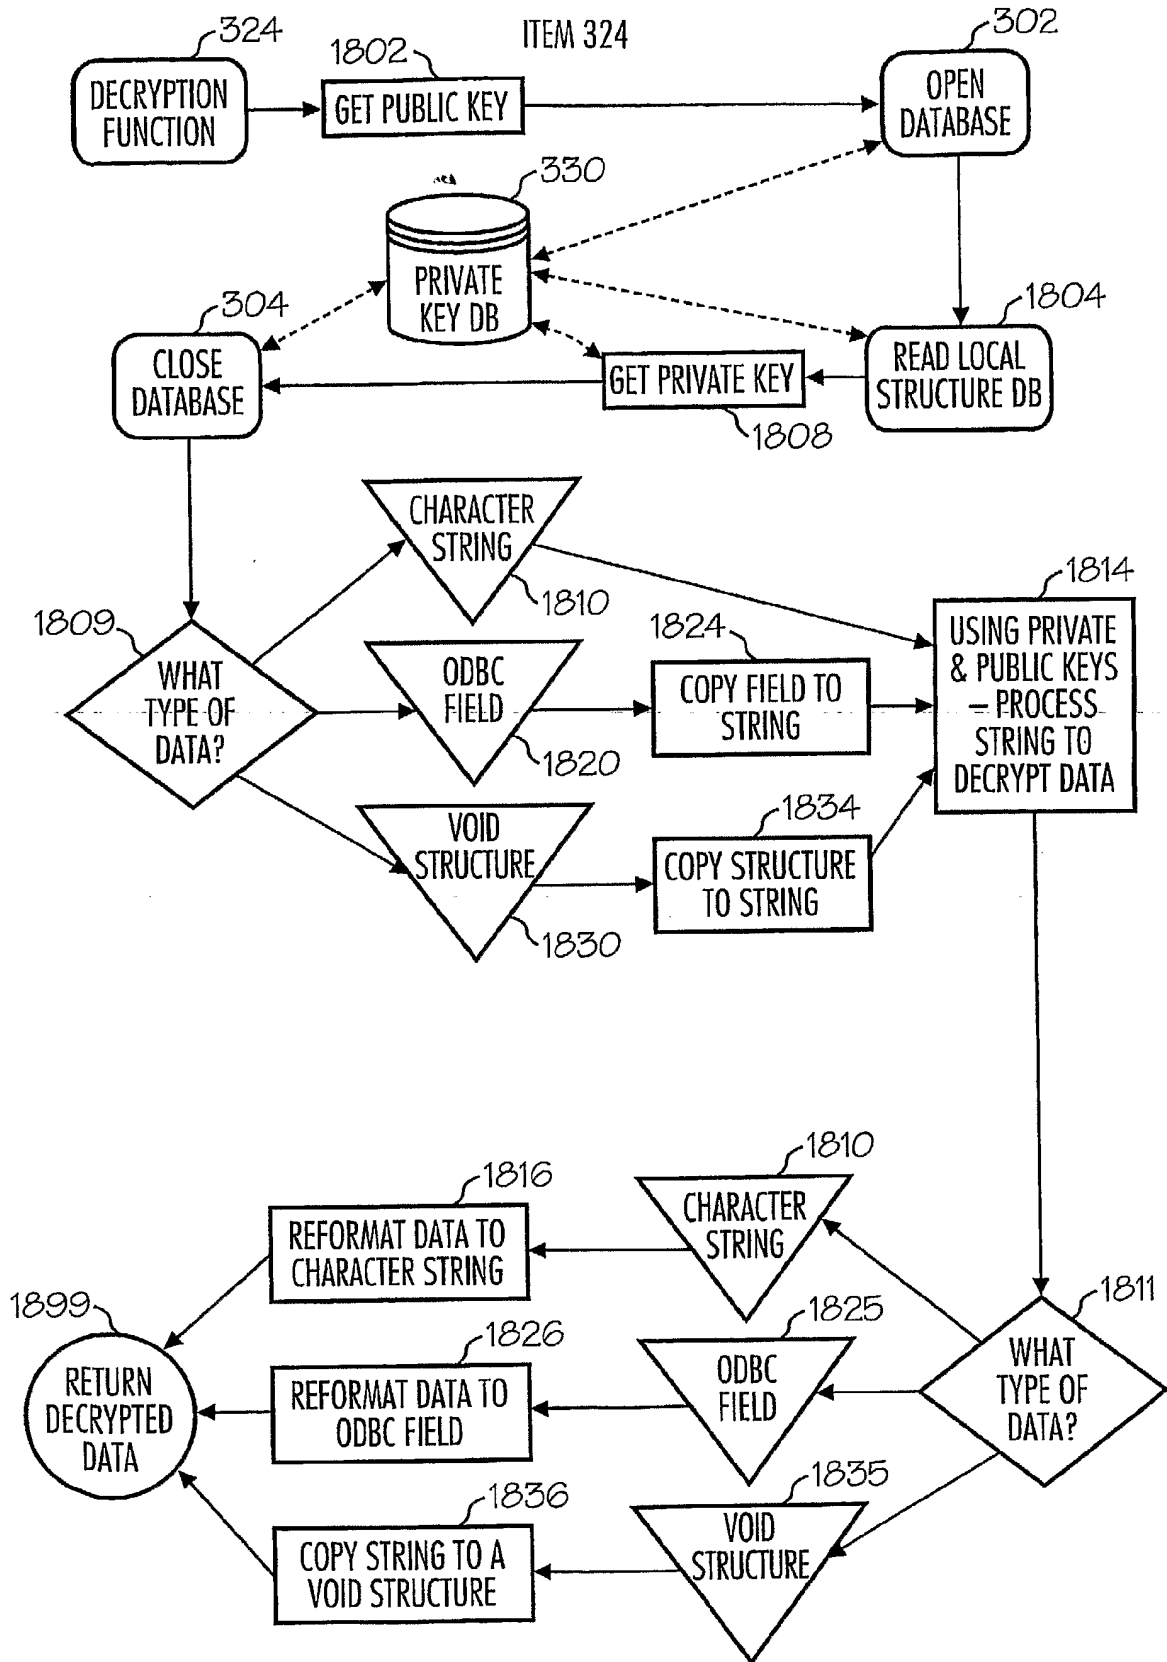 ITEM 324
324
1802
302
DECRYPTION
FUNCTION
GET PUBLIC KEY
OPEN
DATABASE
330
PRIVATE
KEY DB
304
1804
CLOSE
DATABASE
GET PRIVATE KEY
READ LOCAL
STRUCTURE DB
1808
CHARACTER
STRING
1810
1809
WHAT
TYPE OF
DATA?
ODBC
FIELD
1820
1824
COPY FIELD TO
STRING
1814
USING PRIVATE
& PUBLIC KEYS
– PROCESS
STRING TO
DECRYPT DATA
VOID
STRUCTURE
1830
1834
COPY STRUCTURE
TO STRING
1810
CHARACTER
STRING
1816
REFORMAT DATA TO
CHARACTER STRING
1811
WHAT
TYPE OF
DATA?
1825
ODBC
FIELD
1826
REFORMAT DATA TO
ODBC FIELD
1899
RETURN
DECRYPTED
DATA
1835
VOID
STRUCTURE
1836
COPY STRING TO A
VOID STRUCTURE